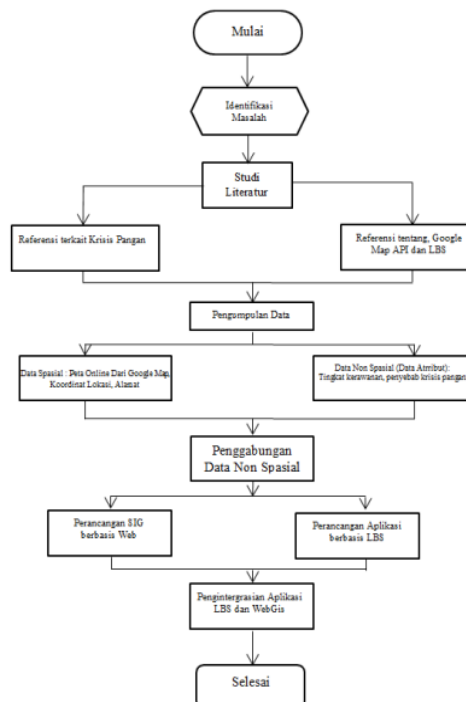 Mulai
Identifikasi
Masalah
Studi
Literatur
Referensi terkait Krisis Pangan
Referensi tentang, Google
Map API dan LBS
Pengumpulan Data
Data Spasial : Peta Online Dari Google Map,
Koordinat Lokasi, Alamat
Data Non Spasial (Data Atrribut):
Tingkat kerawanan, penyebab krisis pangan
Penggabungan
Data Non Spasial
Perancangan SIG
berbasis Web
Perancangan Aplikasi
berbasis LBS
Pengintergrasian Aplikasi
LBS dan WebGis
Selesai